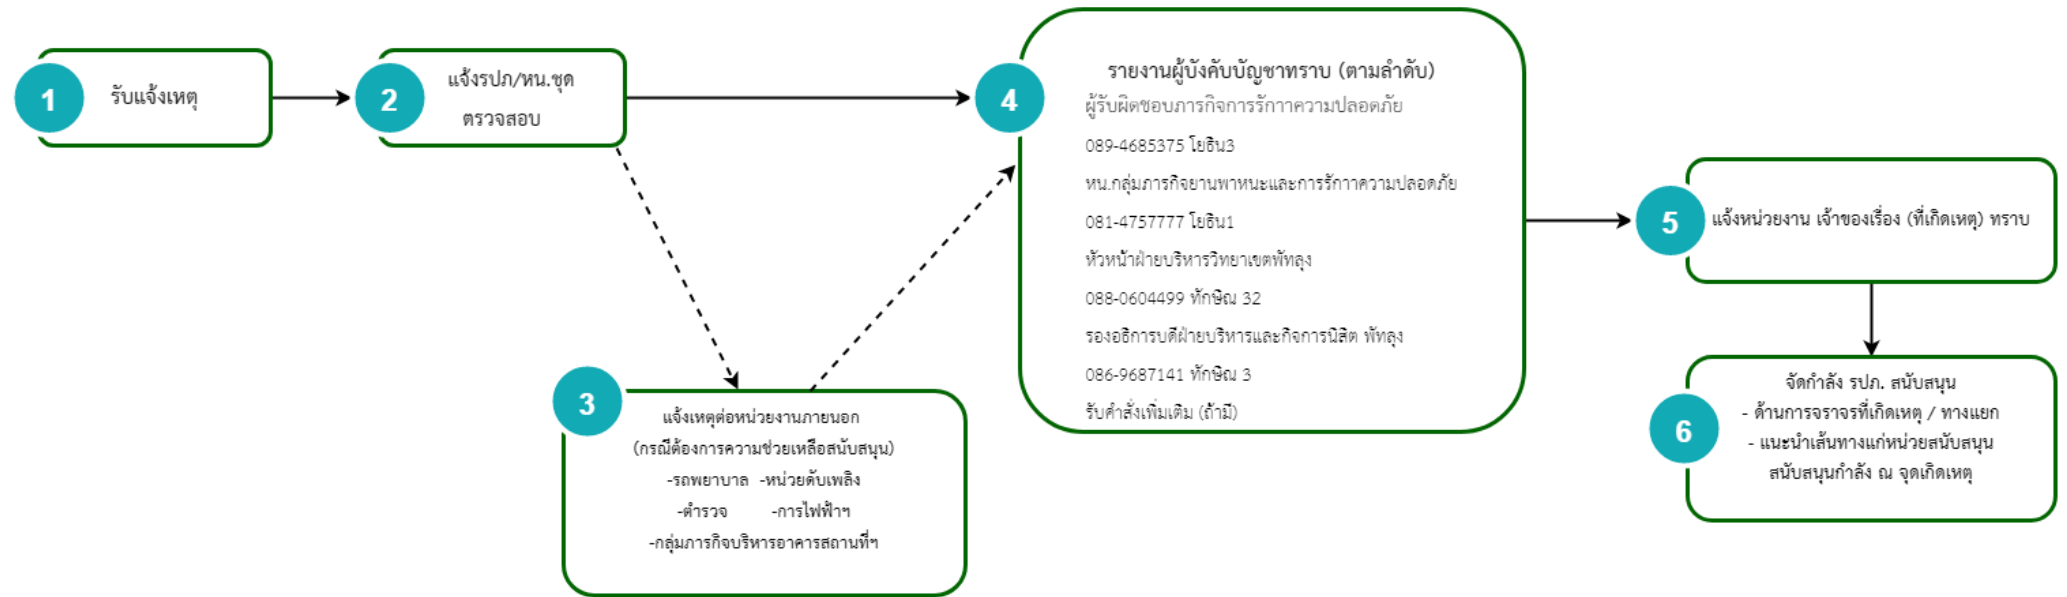 1
รับแจ้งเหตุ
2
แจ้งรปภ/หน.ชุด
ตรวจสอบ
3
แจ้งเหตุต่อหน่วยงานภายนอก
(กรณีต้องการความช่วยเหลือสนับสนุน)
-รถพยาบาล -หน่วยดับเพลิง
-ตำรวจ -การไฟฟ้าฯ
-กลุ่มภารกิจบริหารอาคารสถานที่ฯ
4
รายงานผู้บังคับบัญชาทราบ (ตามลำดับ)
ผู้รับผิดชอบภารกิจการรักาาความปลอดภัย
089-4685375 โยธิน3
หน.กลุ่มภารกิจยานพาหนะและการรักาาความปลอดภัย
081-4757777 โยธิน1
หัวหน้าฝ่ายบริหารวิทยาเขตพัทลุง
088-0604499 ทักษิณ 32
รองอธิการบดีฝ่ายบริหารและกิจการนิสิต พัทลุง
086-9687141 ทักษิณ 3
รับคำสั่งเพิ่มเติม (ถ้ามี)
5
แจ้งหน่วยงาน เจ้าของเรื่อง (ที่เกิดเหตุ) ทราบ
6
จัดกำลัง รปภ. สนับสนุน
- ด้านการจราจรที่เกิดเหตุ / ทางแยก
- แนะนำเส้นทางแก่หน่วยสนับสนุน
สนับสนุนกำลัง ณ จุดเกิดเหตุ